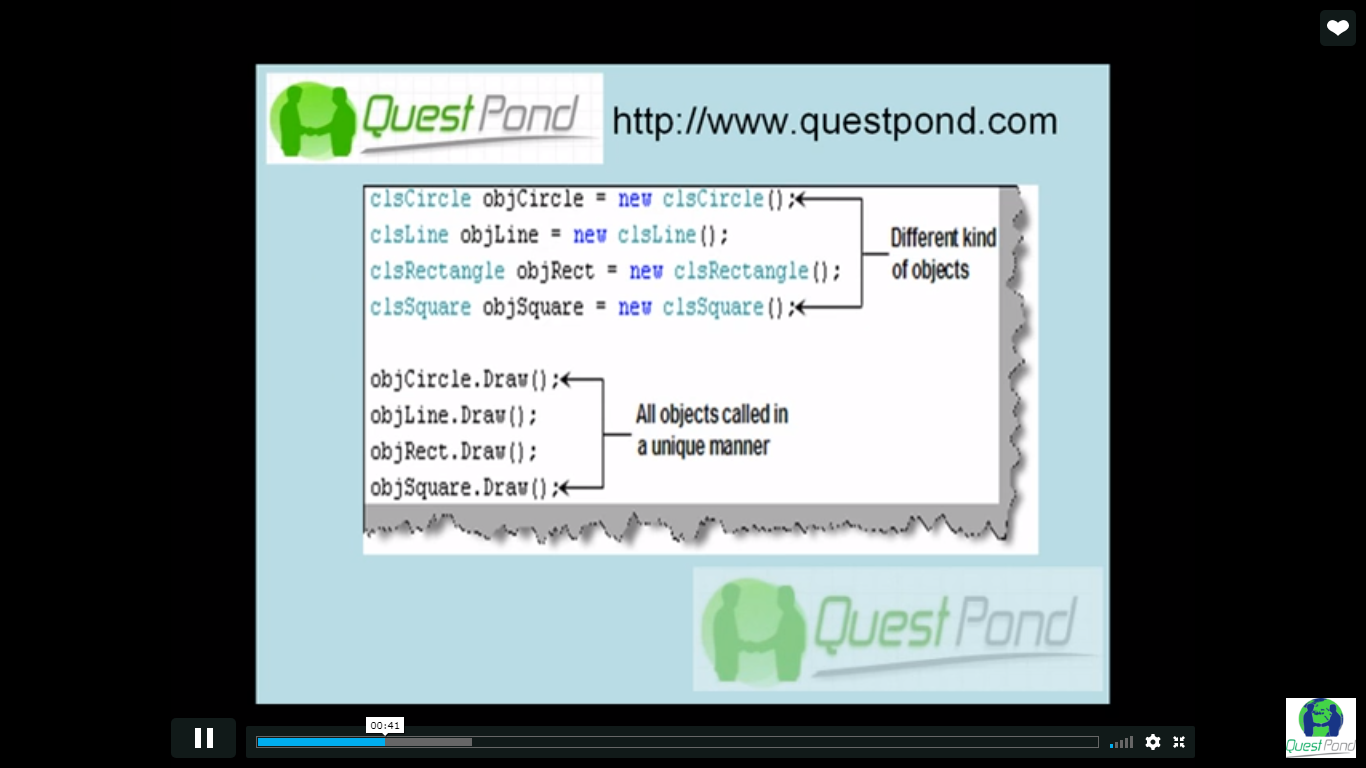 QuestPond
http://www.questpond.com
clsCircle objCircle = new clsCircle();
clsLine objLine = new clsLine();
clsRectangle objRect = new clsRectangle();
clsSquare objSquare = new clsSquare();
Different kind
of objects
objCircle.Draw();
objLine.Draw();
objRect.Draw();
objSquare.Draw();
All objects called in
a unique manner
QuestPond
00:41
QuestPond